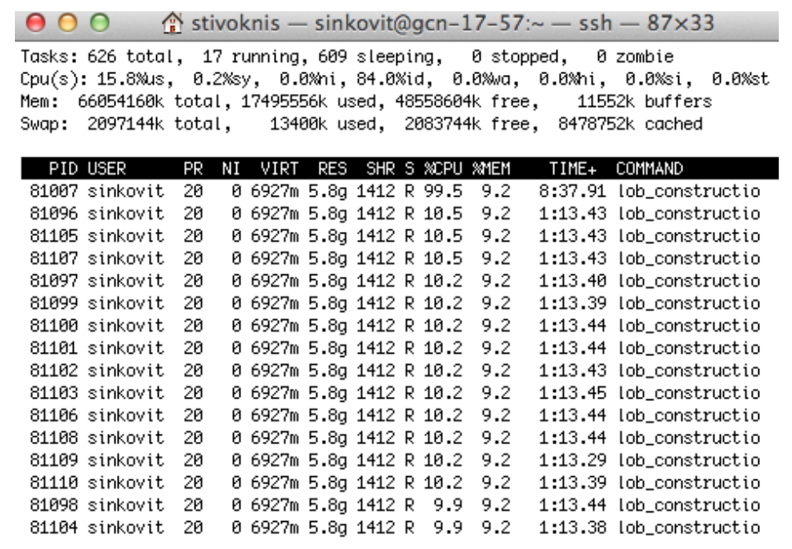 stivoknis — sinkovit@gcn-17-57:~ — ssh — 87×33
Tasks: 626 total,  17 running, 609 sleeping,   0 stopped,   0 zombie
Cpu(s): 15.8%us,  0.2%sy,  0.0%ni, 84.0%id,  0.0%wa,  0.0%hi,  0.0%si,  0.0%st
Mem:  66054160k total, 17495556k used, 48558604k free,    11552k buffers
Swap:  2097144k total,    13400k used,  2083744k free,  8478752k cached
PID USER      PR  NI  VIRT  RES  SHR S %CPU %MEM    TIME+  COMMAND
81007 sinkovit  20   0 6927m 5.8g 1412 R 99.5  9.2   8:37.91 lob_constructio
81096 sinkovit  20   0 6927m 5.8g 1412 R 10.5  9.2   1:13.43 lob_constructio
81105 sinkovit  20   0 6927m 5.8g 1412 R 10.5  9.2   1:13.43 lob_constructio
81107 sinkovit  20   0 6927m 5.8g 1412 R 10.5  9.2   1:13.43 lob_constructio
81097 sinkovit  20   0 6927m 5.8g 1412 R 10.2  9.2   1:13.40 lob_constructio
81099 sinkovit  20   0 6927m 5.8g 1412 R 10.2  9.2   1:13.39 lob_constructio
81100 sinkovit  20   0 6927m 5.8g 1412 R 10.2  9.2   1:13.44 lob_constructio
81101 sinkovit  20   0 6927m 5.8g 1412 R 10.2  9.2   1:13.44 lob_constructio
81102 sinkovit  20   0 6927m 5.8g 1412 R 10.2  9.2   1:13.43 lob_constructio
81103 sinkovit  20   0 6927m 5.8g 1412 R 10.2  9.2   1:13.45 lob_constructio
81106 sinkovit  20   0 6927m 5.8g 1412 R 10.2  9.2   1:13.44 lob_constructio
81108 sinkovit  20   0 6927m 5.8g 1412 R 10.2  9.2   1:13.44 lob_constructio
81109 sinkovit  20   0 6927m 5.8g 1412 R 10.2  9.2   1:13.29 lob_constructio
81110 sinkovit  20   0 6927m 5.8g 1412 R 10.2  9.2   1:13.39 lob_constructio
81098 sinkovit  20   0 6927m 5.8g 1412 R  9.9  9.2   1:13.44 lob_constructio
81104 sinkovit  20   0 6927m 5.8g 1412 R  9.9  9.2   1:13.38 lob_constructio